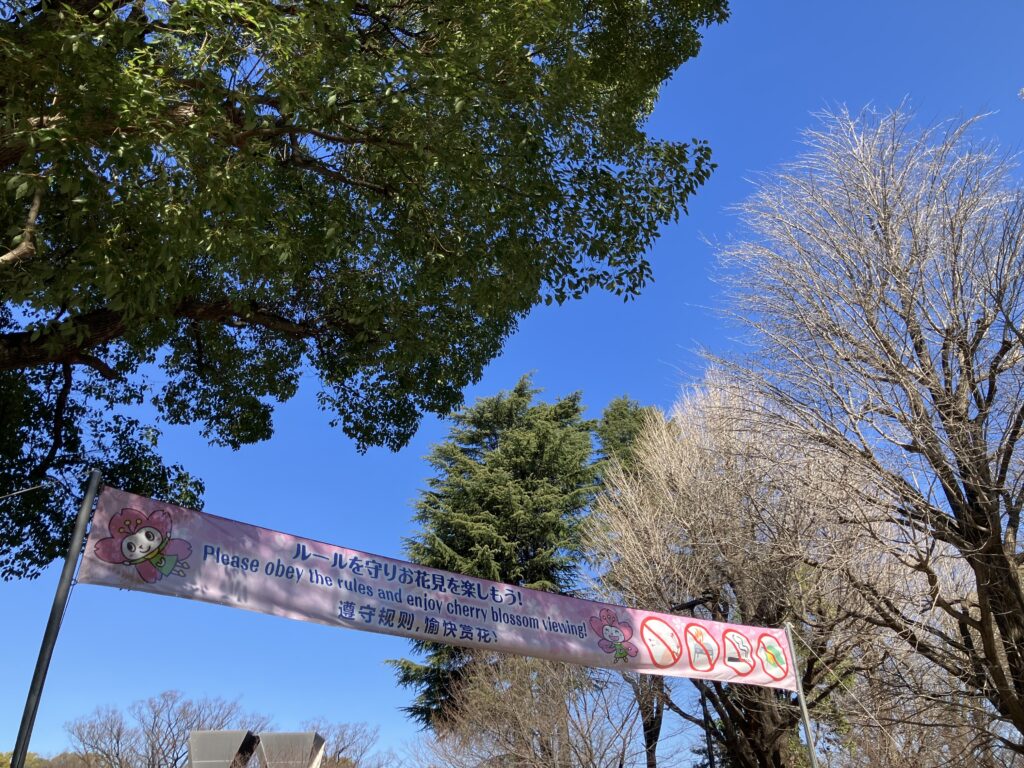 ルールを守りお花見を楽しもう!
Please obey the rules and enjoy cherry blossom viewing!
遵守规则,愉快赏花!